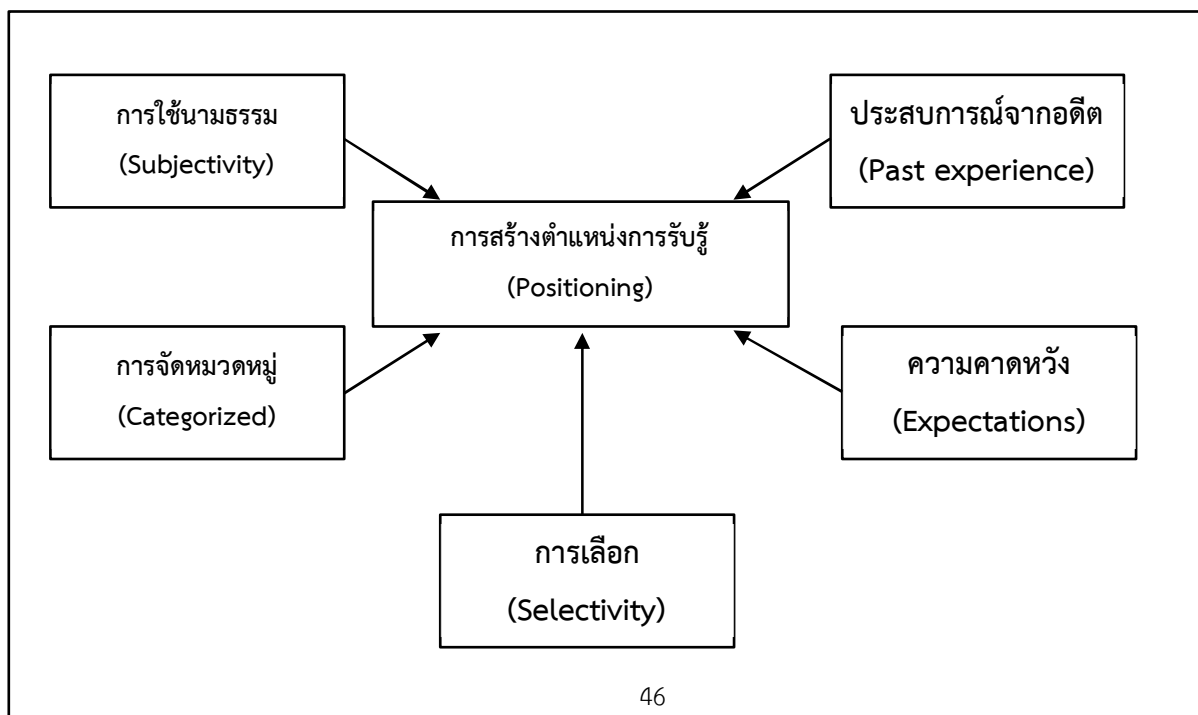 การใช้นามธรรม
(Subjectivity)
ประสบการณ์จากอดีต
(Past experience)
การสร้างตำแหน่งการรับรู้
(Positioning)
การจัดหมวดหมู่
(Categorized)
ความคาดหวัง
(Expectations)
การเลือก
(Selectivity)
46